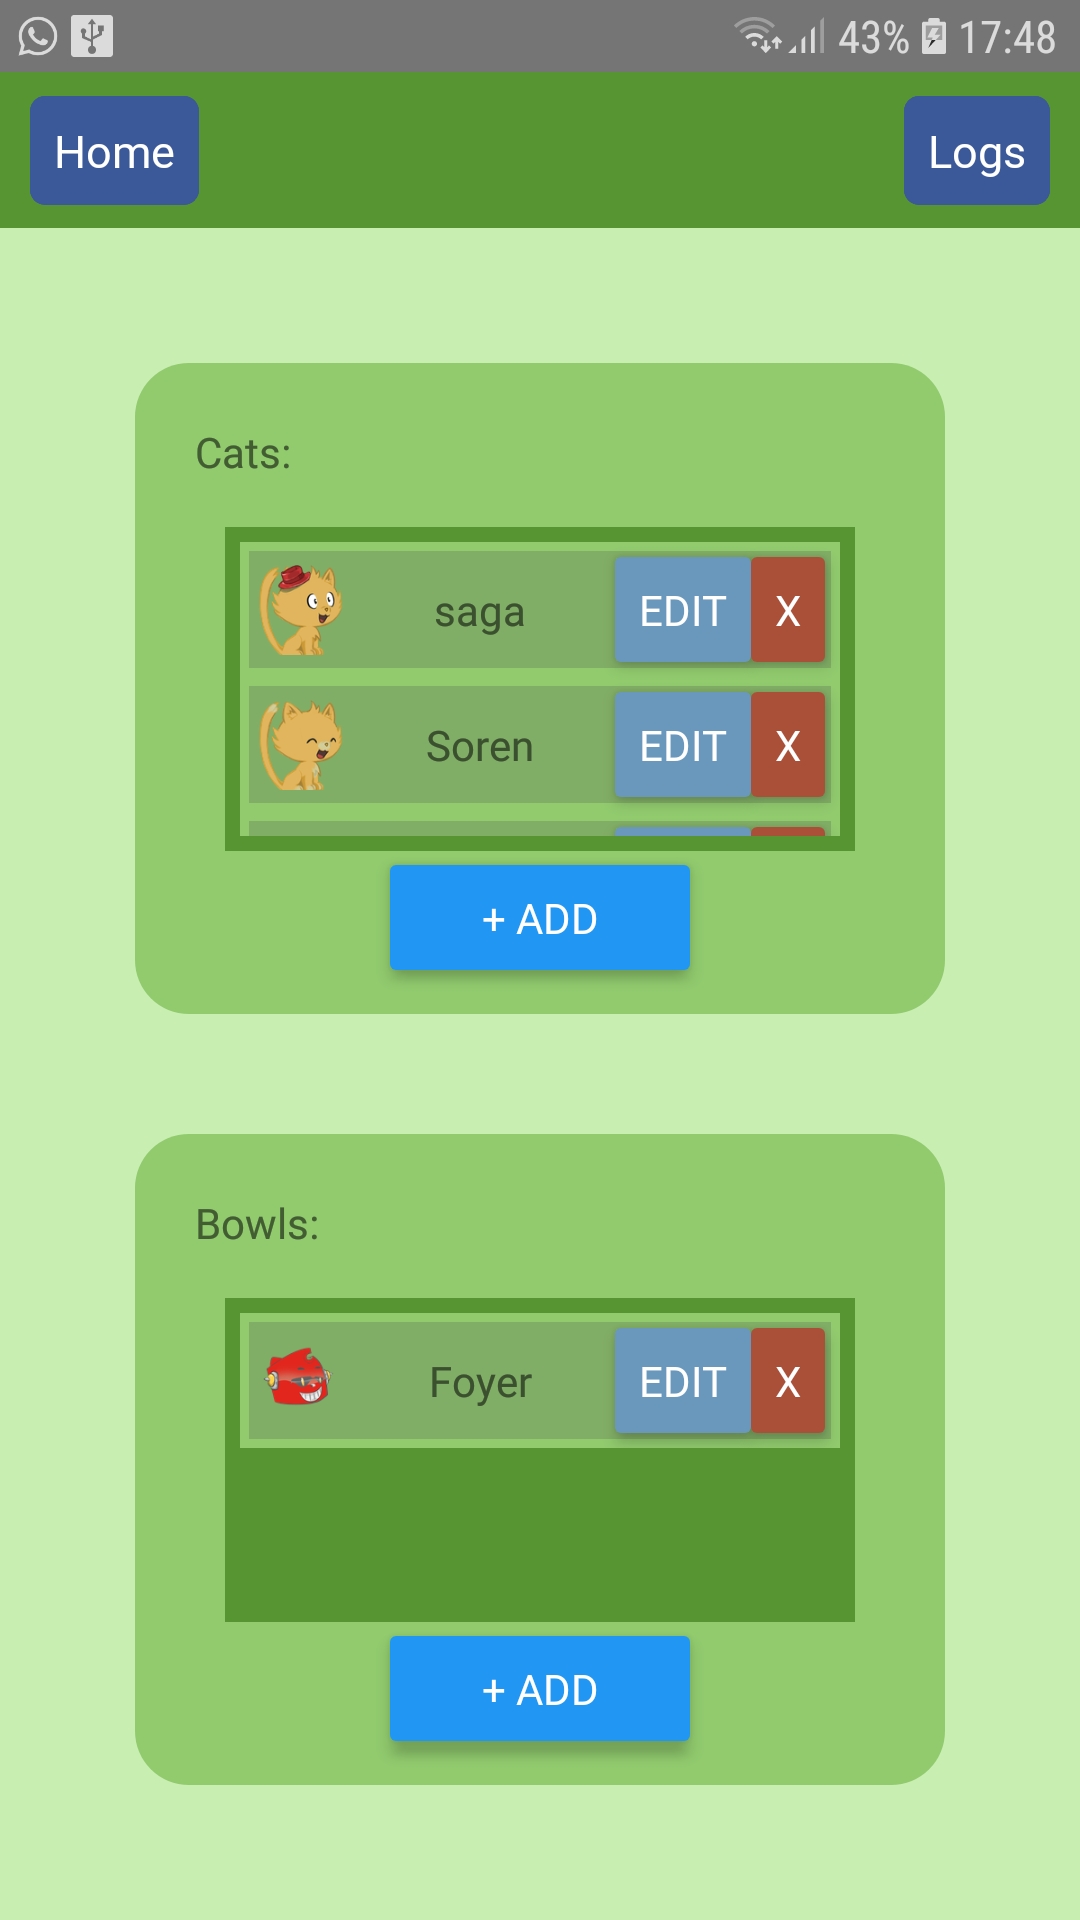 43% 17:48
Home Logs
Cats:
saga EDIT X
Soren EDIT X
+ ADD
Bowls:
Foyer EDIT X
+ ADD